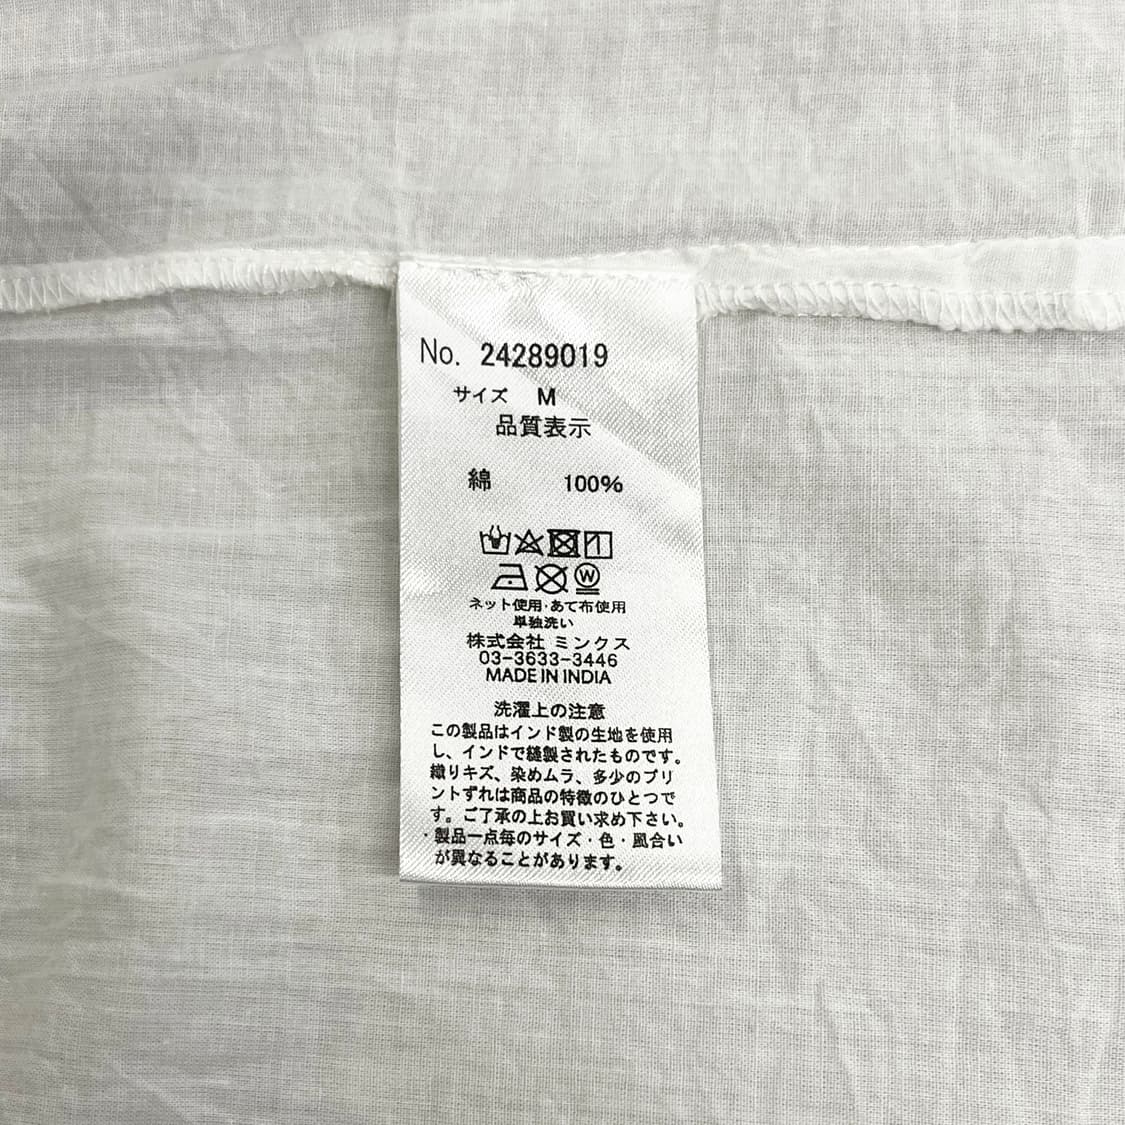 No. 24289019
サイズ M
品質表示
綿 100%
W
ネット使用・あて布使用
単独洗い
株式会社 ミンクス
03-3633-3446
MADE IN INDIA
洗濯上の注意
この製品はインド製の生地を使用
し、インドで縫製されたものです。
織りキズ、染めムラ、多少のプリ
ントずれは商品の特徴のひとつで
す。ご了承の上お買い求め下さい。
・製品一点毎のサイズ・色・風合い
が異なることがあります。